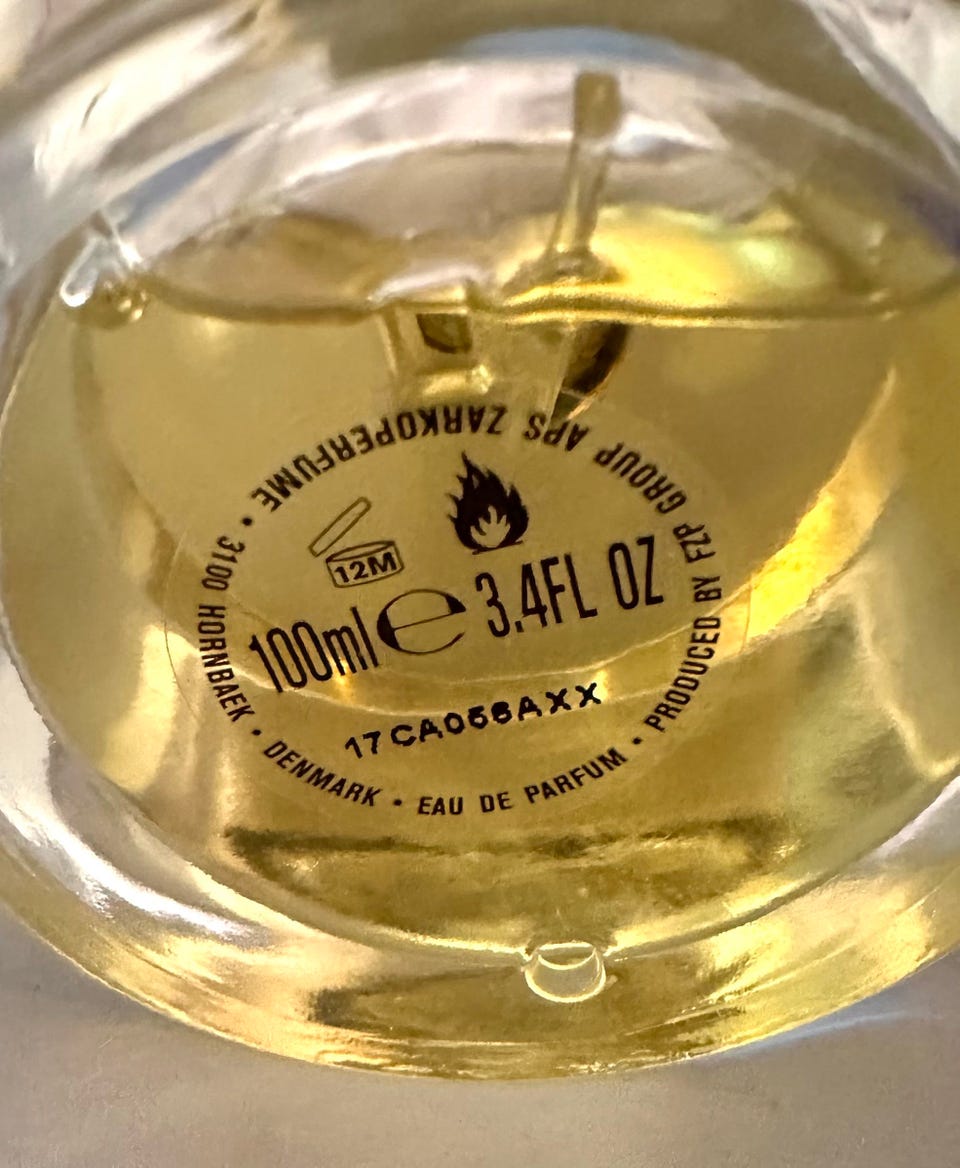 12M
100ml e 3.4FL OZ
17CA056AXX
EAU DE PARFUM • PRODUCED BY FZP GROUP APS ZARKOPERFUME • 3100 HORNBAEK • DENMARK •